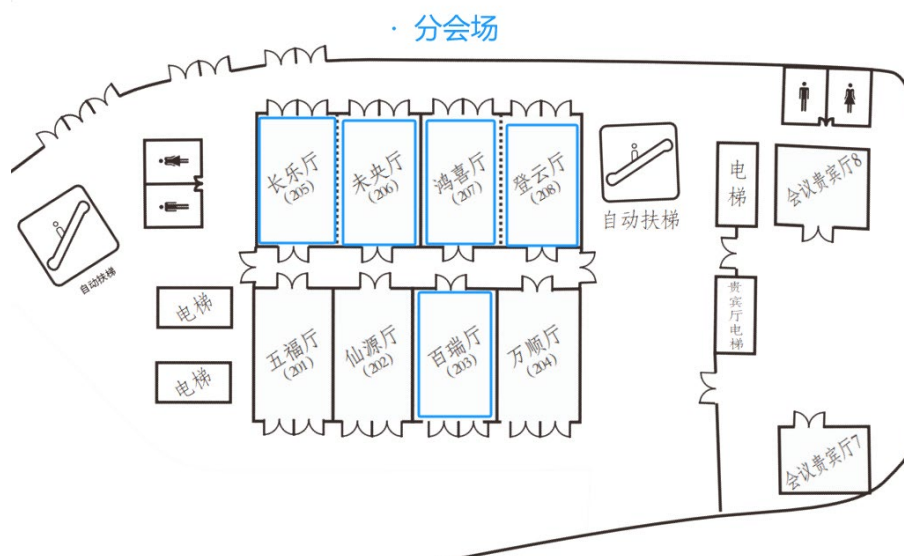 · 分会场
长乐厅
(205)
未央厅
(206)
鸿喜厅
(207)
登云厅
(208)
自动扶梯
电梯
会议贵宾厅8
自动扶梯
电梯
贵宾厅电梯
五福厅
(201)
仙源厅
(202)
百瑞厅
(203)
万顺厅
(204)
电梯
会议贵宾厅7